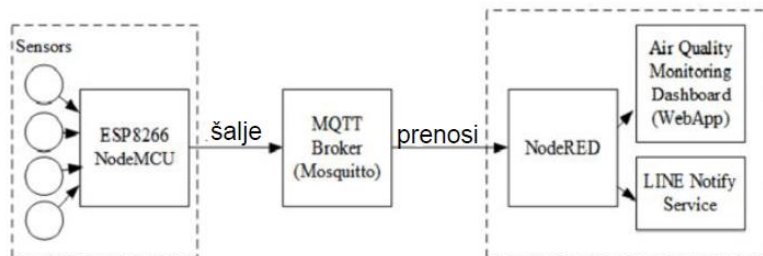 Sensors
ESP8266
NodeMCU
šalje
MQTT
Broker
(Mosquitto)
prenosi
NodeRED
Air Quality
Monitoring
Dashboard
(WebApp)
LINE Notify
Service